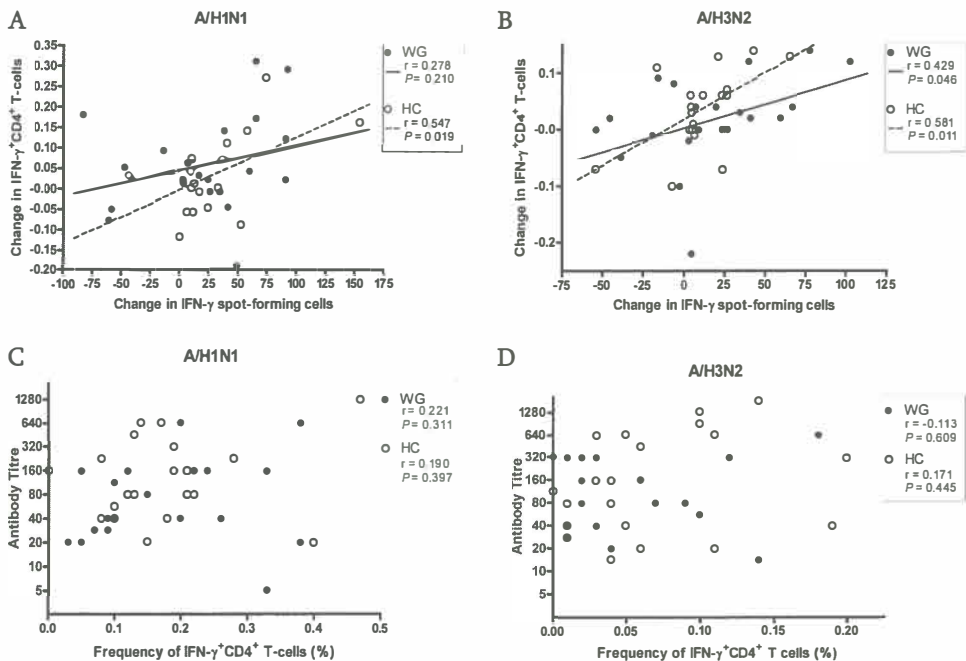 A
A/H1N1
Change in IFN-γ+CD4+ T-cells
0.35
0.30
0.25
0.20
0.15
0.10
0.05
-0.00
-0.05
-0.10
-0.15
-0.20
-100 -75 -50 -25 0 25 50 75 100 125 150 175
Change in IFN-γ spot-forming cells
WG
r = 0.278
P = 0.210
HC
r = 0.547
P = 0.019
B
A/H3N2
Change in IFN-γ+CD4+ T-cells
0.1
-0.0
-0.1
-0.2
-75 -50 -25 0 25 50 75 100 125
Change in IFN-γ spot-forming cells
WG
r = 0.429
P = 0.046
HC
r = 0.581
P = 0.011
C
A/H1N1
Antibody Titre
1280
640
320
160
80
40
20
10
5
0.0 0.1 0.2 0.3 0.4 0.5
Frequency of IFN-γ+CD4+ T-cells (%)
WG
r = 0.221
P = 0.311
HC
r = 0.190
P = 0.397
D
A/H3N2
Antibody Titre
1280
640
320
160
80
40
20
10
5
0.00 0.05 0.10 0.15 0.20
Frequency of IFN-γ+CD4+ T cells (%)
WG
r = -0.113
P = 0.609
HC
r = 0.171
P = 0.445